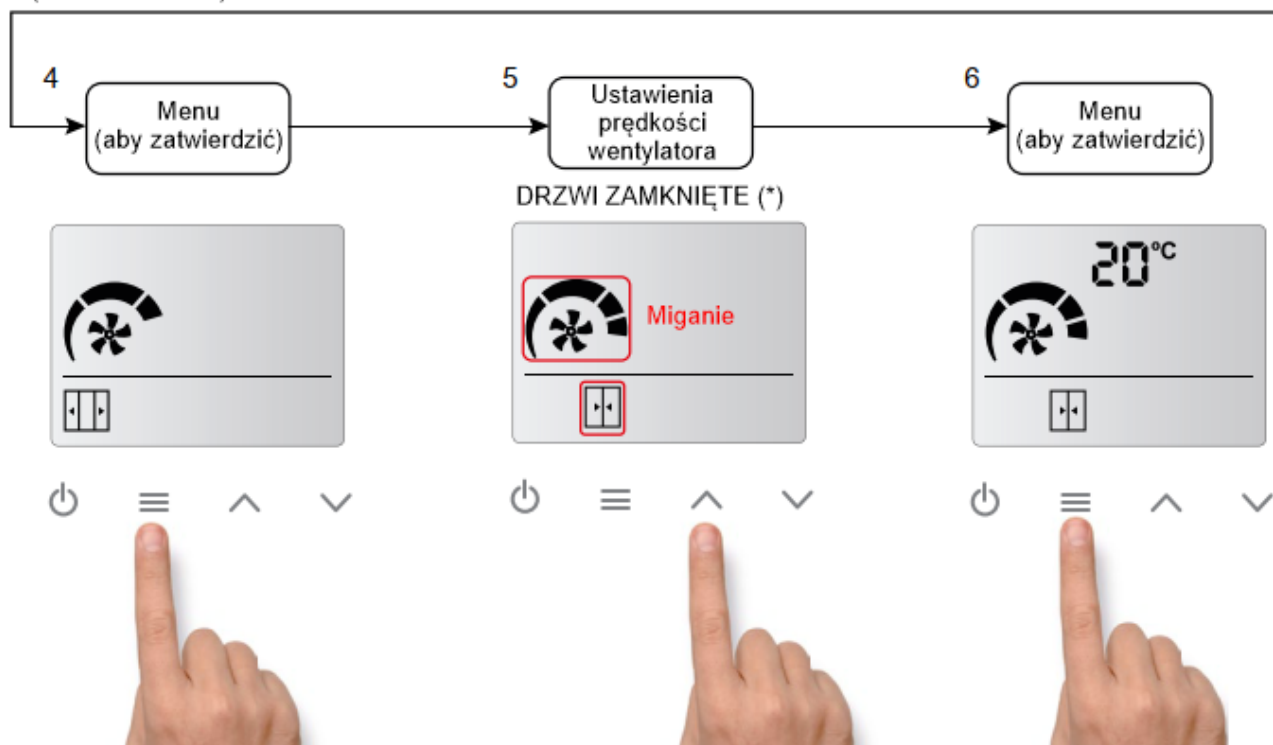 4
Menu
(aby zatwierdzić)
5
Ustawienia
prędkości
wentylatora
6
Menu
(aby zatwierdzić)
DRZWI ZAMKNIĘTE (*)
Miganie
20°C